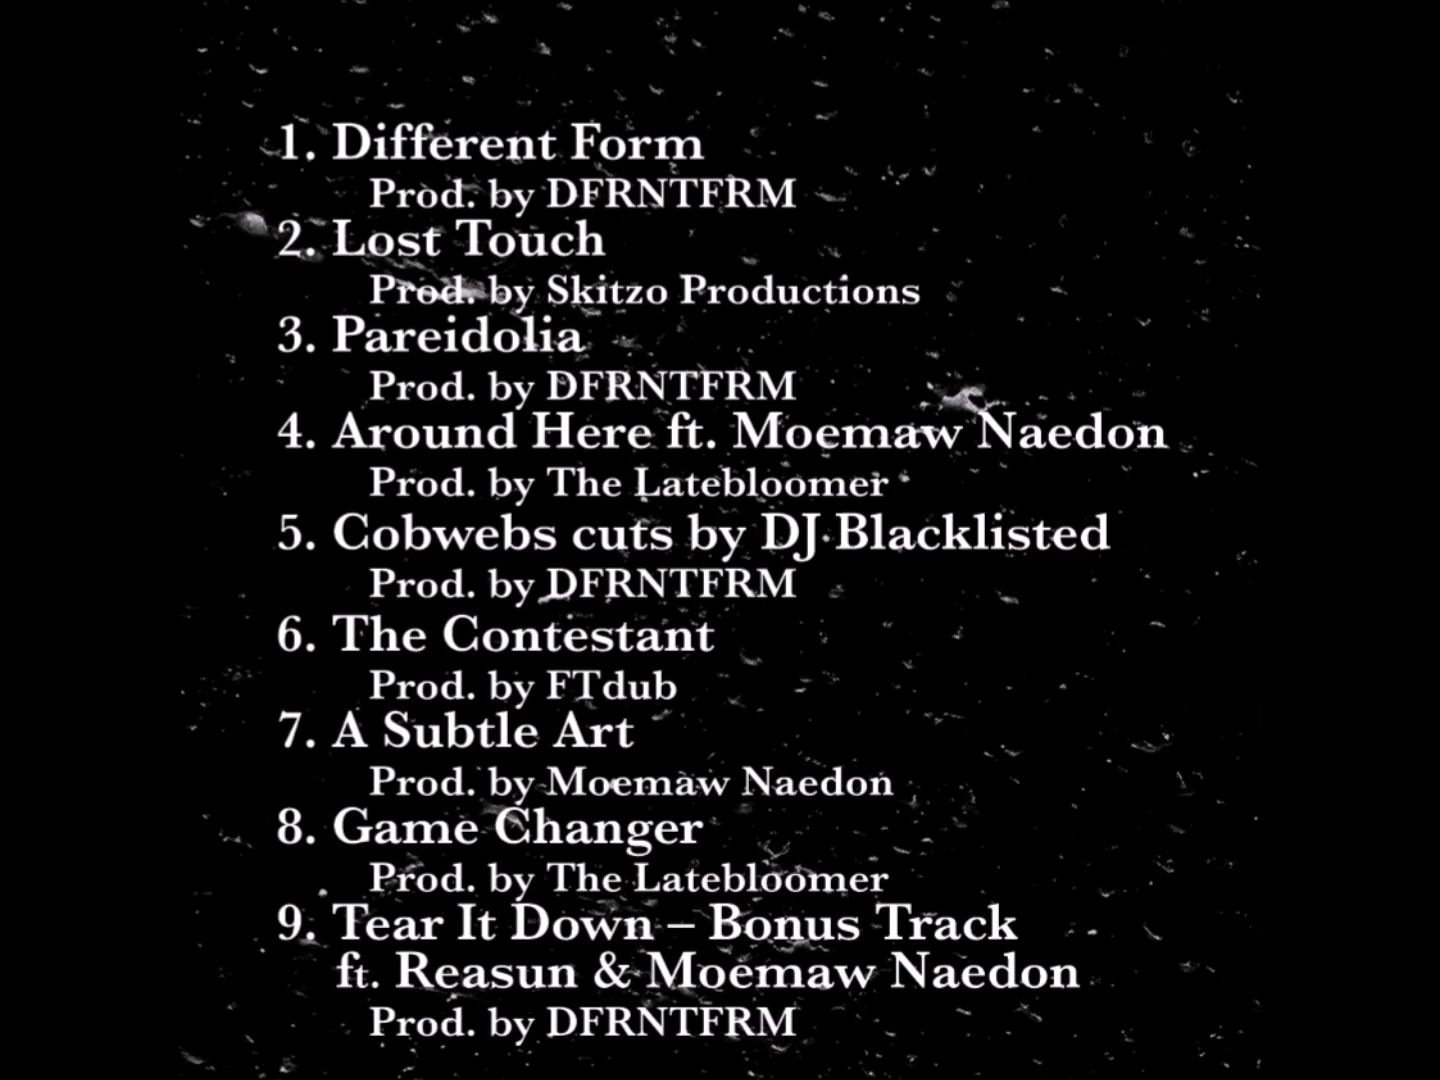 1. Different Form
Prod. by DFRNTFRM
2. Lost Touch
Prod. by Skitzo Productions
3. Pareidolia
Prod. by DFRNTFRM
4. Around Here ft. Moemaw Naedon
Prod. by The Latebloomer
5. Cobwebs cuts by DJ Blacklisted
Prod. by DFRNTFRM
6. The Contestant
Prod. by FTdub
7. A Subtle Art
Prod. by Moemaw Naedon
8. Game Changer
Prod. by The Latebloomer
9. Tear It Down – Bonus Track
ft. Reasun & Moemaw Naedon
Prod. by DFRNTFRM